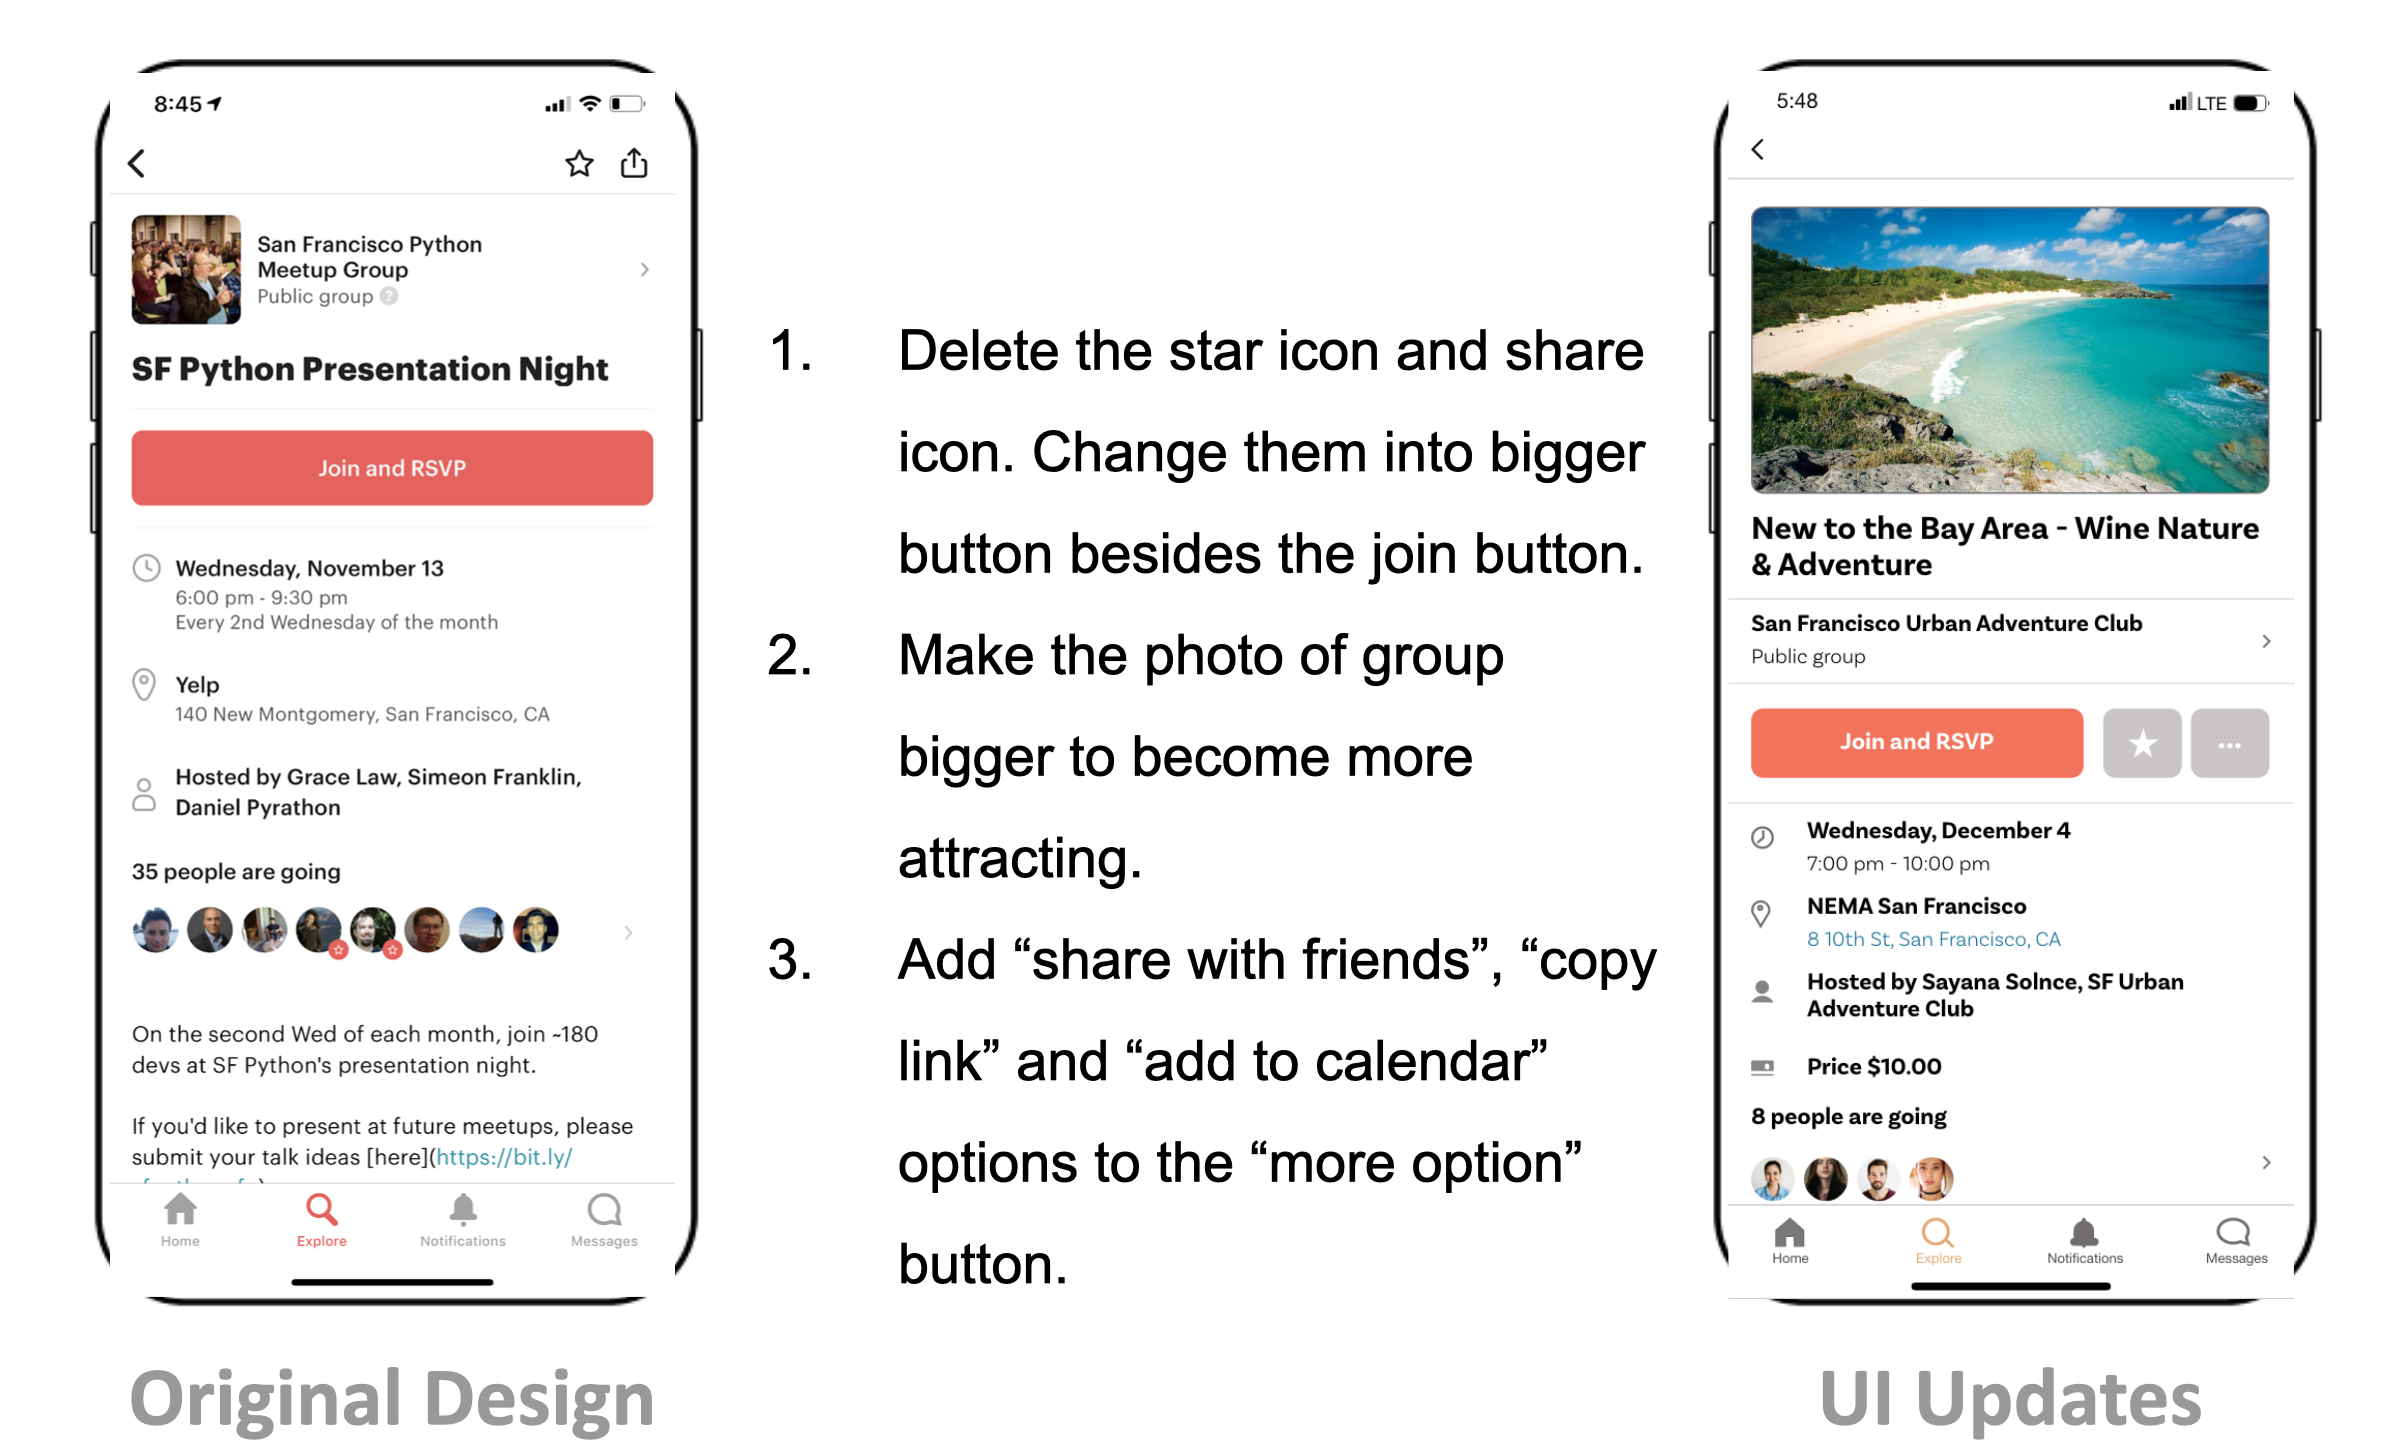 8:45
San Francisco Python
Meetup Group
Public group ?
SF Python Presentation Night
Join and RSVP
Wednesday, November 13
6:00 pm - 9:30 pm
Every 2nd Wednesday of the month
Yelp
140 New Montgomery, San Francisco, CA
Hosted by Grace Law, Simeon Franklin,
Daniel Pyrathon
35 people are going
On the second Wed of each month, join ~180
devs at SF Python's presentation night.
If you'd like to present at future meetups, please
submit your talk ideas [here](https://bit.ly/
Home
Explore
Notifications
Messages
Original Design
1. Delete the star icon and share
icon. Change them into bigger
button besides the join button.
2. Make the photo of group
bigger to become more
attracting.
3. Add “share with friends”, “copy
link” and “add to calendar”
options to the “more option”
button.
5:48
LTE
New to the Bay Area - Wine Nature
& Adventure
San Francisco Urban Adventure Club
Public group
Join and RSVP
Wednesday, December 4
7:00 pm - 10:00 pm
NEMA San Francisco
8 10th St, San Francisco, CA
Hosted by Sayana Solnce, SF Urban
Adventure Club
Price $10.00
8 people are going
Home
Explore
Notifications
Messages
UI Updates